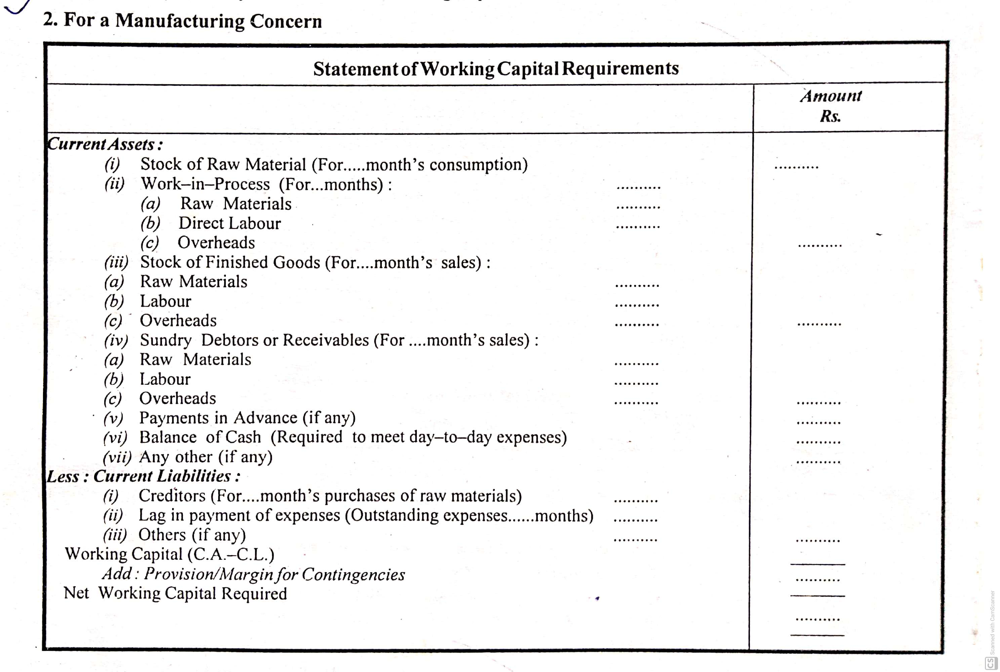 2. For a Manufacturing Concern
Statement of Working Capital Requirements
Amount
Rs.
Current Assets :
(i) Stock of Raw Material (For.....month's consumption) ..........
(ii) Work–in–Process (For...months) : ..........
(a) Raw Materials ..........
(b) Direct Labour ..........
(c) Overheads ..........
(iii) Stock of Finished Goods (For....month's sales) :
(a) Raw Materials ..........
(b) Labour ..........
(c) Overheads .......... ..........
(iv) Sundry Debtors or Receivables (For ....month's sales) :
(a) Raw Materials ..........
(b) Labour ..........
(c) Overheads .......... ..........
(v) Payments in Advance (if any) ..........
(vi) Balance of Cash (Required to meet day–to–day expenses) ..........
(vii) Any other (if any) ..........
Less : Current Liabilities :
(i) Creditors (For....month's purchases of raw materials) ..........
(ii) Lag in payment of expenses (Outstanding expenses......months) ..........
(iii) Others (if any) .......... ..........
Working Capital (C.A.–C.L.)
Add : Provision/Margin for Contingencies ..........
Net Working Capital Required
..........
CS Scanned with CamScanner